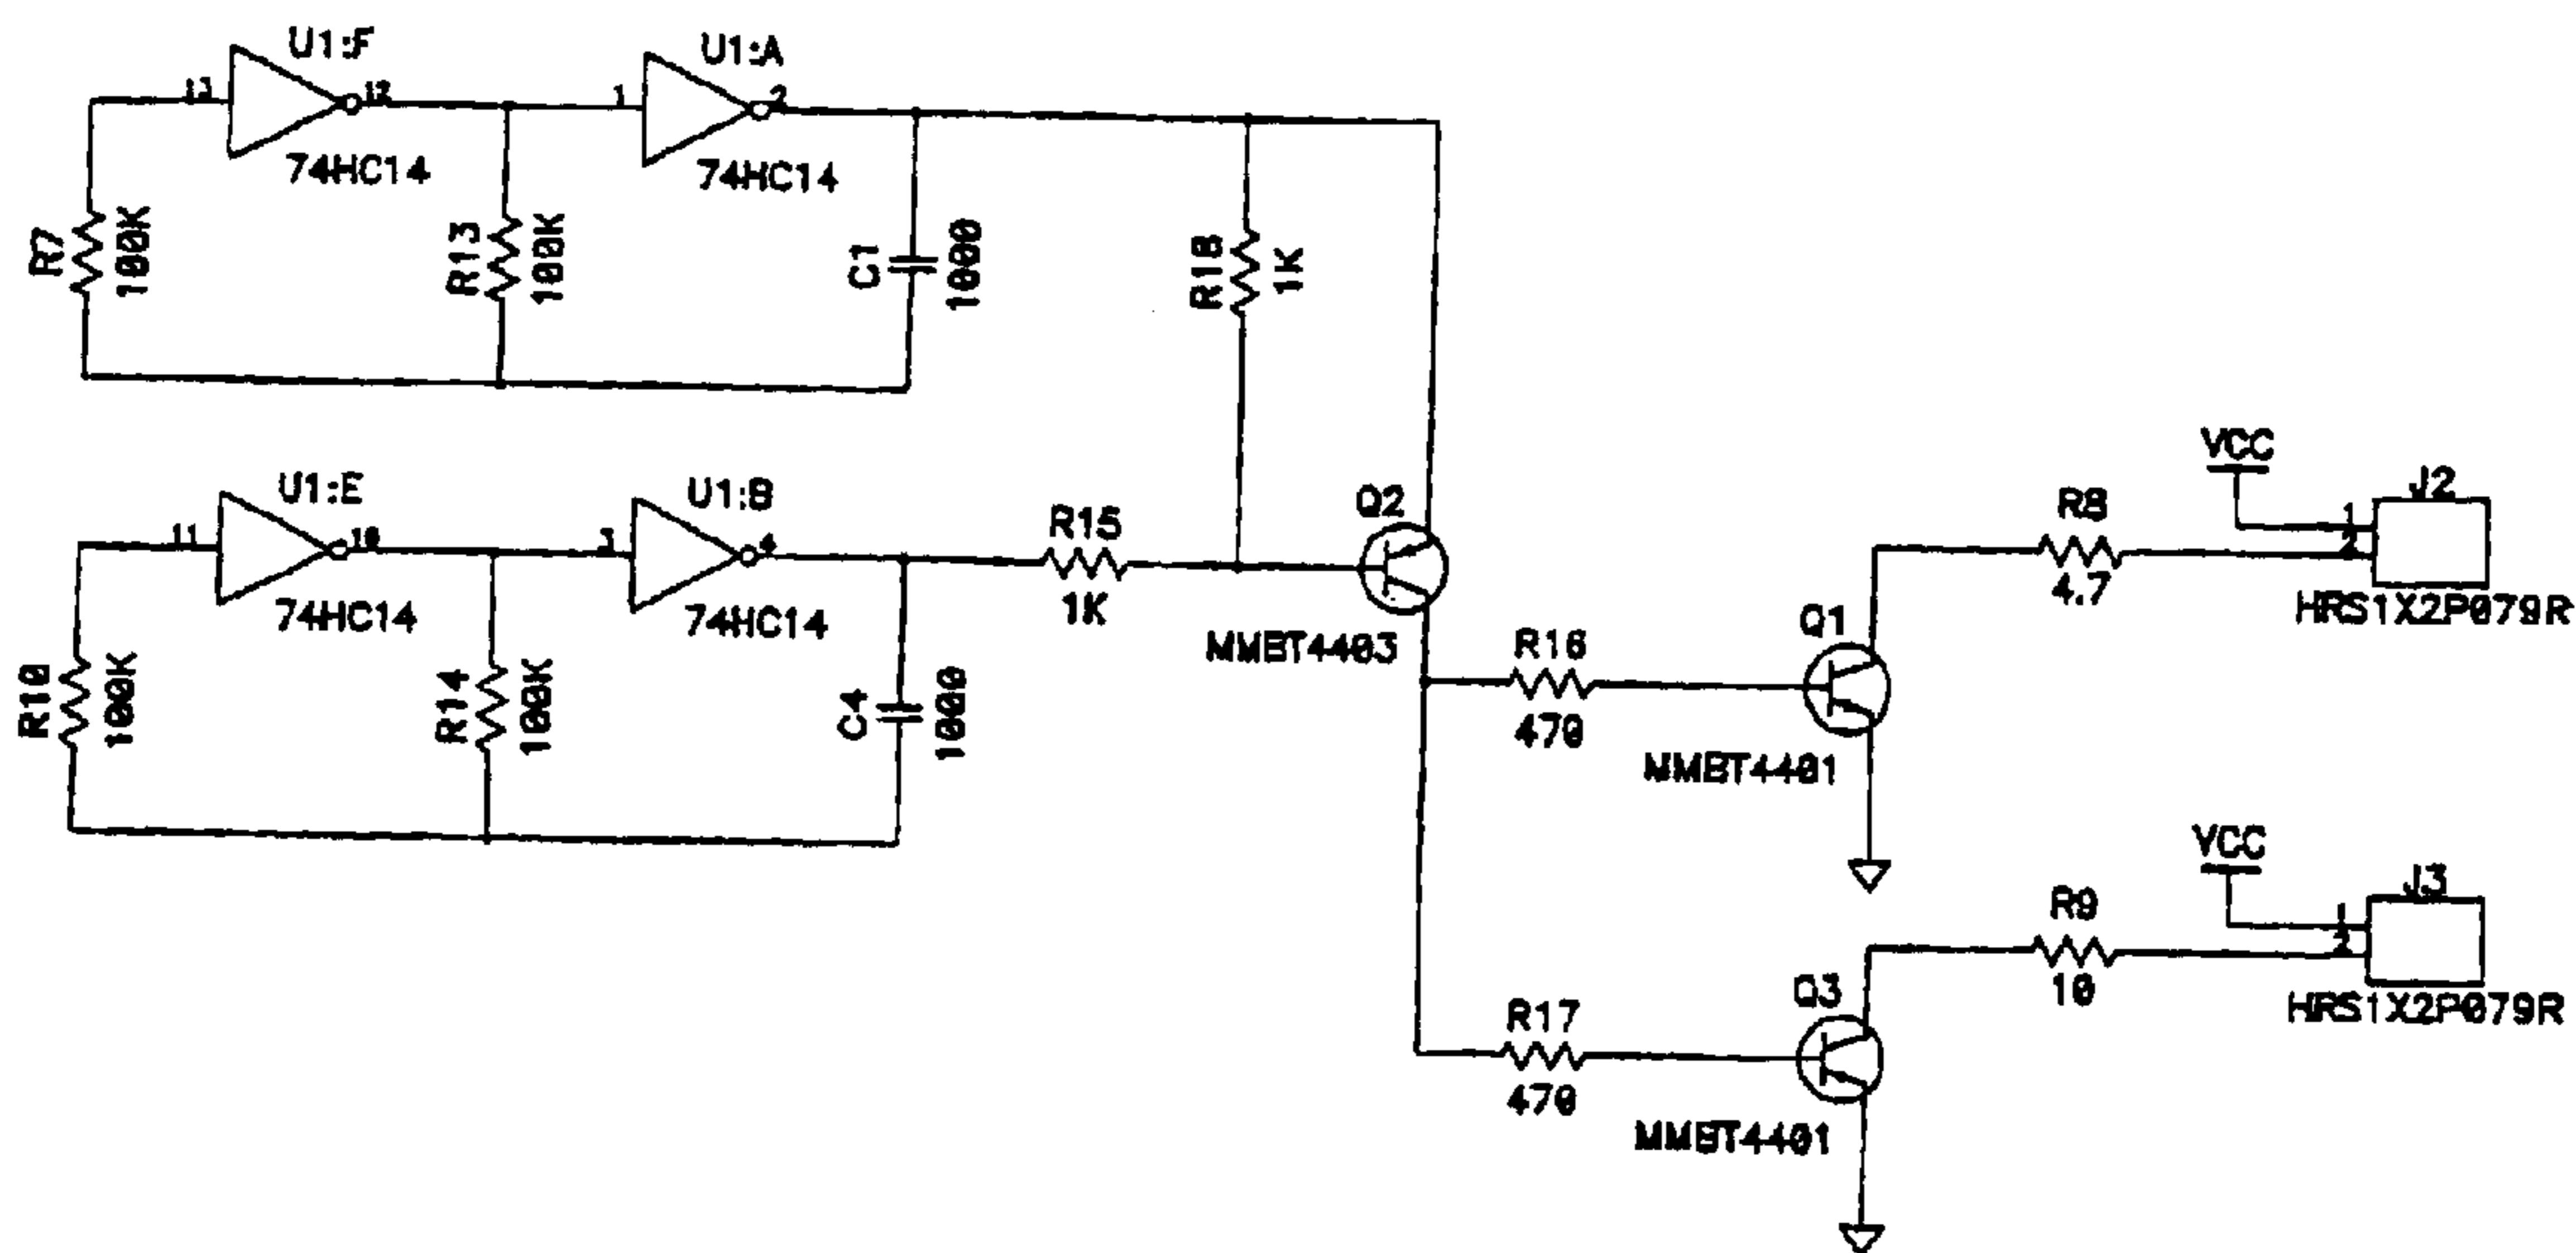 U1:F
13
12
74HC14
U1:A
1
2
74HC14
R7
100K
R13
100K
C1
1000
R18
1K
U1:E
11
10
74HC14
U1:B
3
4
74HC14
R10
100K
R14
100K
C4
1000
R15
1K
Q2
MMBT4403
R16
470
Q1
MMBT4401
R8
4.7
VCC
J2
1
2
HRS1X2P079R
R17
470
Q3
MMBT4401
R9
10
VCC
J3
1
2
HRS1X2P079R